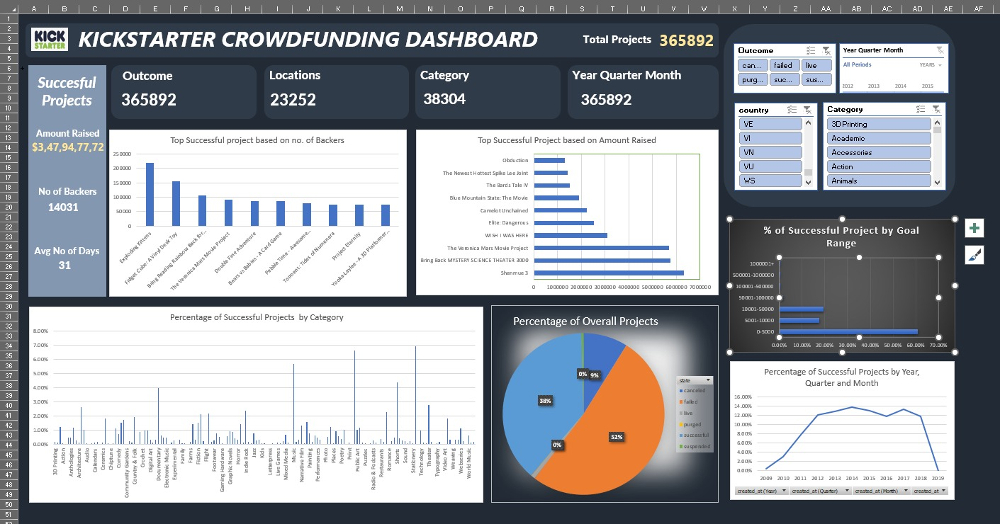 A B C D E F G H I J K L M N O P Q R S T U V W X Y Z AA AB AC AD AE AF
KICK
STARTER
KICKSTARTER CROWDFUNDING DASHBOARD
Total Projects 365892
Succesful
Projects
Amount Raised
$3,47,94,77,72
No of Backers
14031
Avg No of Days
31
Outcome
365892
Locations
23252
Category
38304
Year Quarter Month
365892
Outcome
can... failed live
purg... suc... sus...
Year Quarter Month
All Periods YEARS
2012 2013 2014 2015
country
VE
VI
VN
VU
WS
Category
3D Printing
Academic
Accessories
Action
Animals
Top Successful project based on no. of Backers
250000
200000
150000
100000
50000
0
Exploding Kittens
Fidget Cube: A Vinyl Desk Toy
Bring Reading Rainbow Back for...
The Veronica Mars Movie Project
Double Fine Adventure
Bears vs Babies - A Card Game
Pebble Time - Awesome...
Torment: Tides of Numenera
Project Eternity
Yooka-Laylee - A 3D Platformer...
Top Successful Project based on Amount Raised
Obduction
The Newest Hottest Spike Lee Joint
The Bards Tale IV
Blue Mountain State: The Movie
Camelot Unchained
Elite: Dangerous
WISH I WAS HERE
The Veronica Mars Movie Project
Bring Back MYSTERY SCIENCE THEATER 3000
Shenmue 3
0 1000000 2000000 3000000 4000000 5000000 6000000 7000000
% of Successful Project by Goal
Range
1000001+
500001-1000000
100001-500000
50001-100000
10001-50000
5001-10000
0-5000
0.00% 10.00% 20.00% 30.00% 40.00% 50.00% 60.00% 70.00%
Percentage of Successful Projects by Category
8.00%
7.00%
6.00%
5.00%
4.00%
3.00%
2.00%
1.00%
0.00%
3D Printing
Action
Anthologies
Architecture
Audio
Calendars
Ceramics
Chiptune
Comedy
Community Gardens
Country & Folk
Crochet
Digital Art
Documentary
Electronic Music
Experimental
Family
Farms
Fiction
Flight
Footwear
Gaming Hardware
Graphic Novels
Horror
Indie Rock
Jazz
Kids
Letterpress
Live Games
Mixed Media
Music
Narrative Film
Painting
Performances
Photo
Places
Poetry
Print
Public Art
Puzzles
Radio & Podcasts
Restaurants
Romance
Shorts
Sound
Stationery
Technology
Theater
Typography
Video Art
Weaving
Webseries
World Music
Percentage of Overall Projects
0% 9%
38%
52%
0%
state
canceled
failed
live
purged
successful
suspended
Percentage of Successful Projects by Year,
Quarter and Month
16.00%
14.00%
12.00%
10.00%
8.00%
6.00%
4.00%
2.00%
0.00%
2009 2010 2011 2012 2013 2014 2015 2016 2017 2018 2019
created_at (Year) created_at (Quarter) created_at (Month) created_at
1
2
3
4
5
6
7
8
9
10
11
12
13
14
15
16
17
18
19
20
21
22
23
24
25
26
27
28
29
30
31
32
33
34
35
36
37
38
39
40
41
42
43
44
45
46
47
48
49
50
51